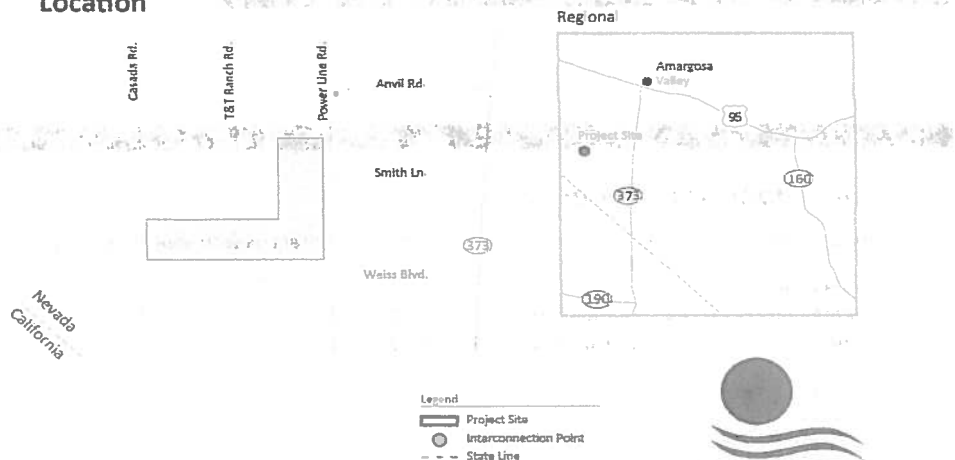 Location
Casada Rd.
T&T Ranch Rd.
Power Line Rd.
Anvil Rd.
Smith Ln.
373
Weiss Blvd.
Nevada
California
Regional
Amargosa
Valley
95
Project Site
373
160
190
Legend
Project Site
Interconnection Point
State Line